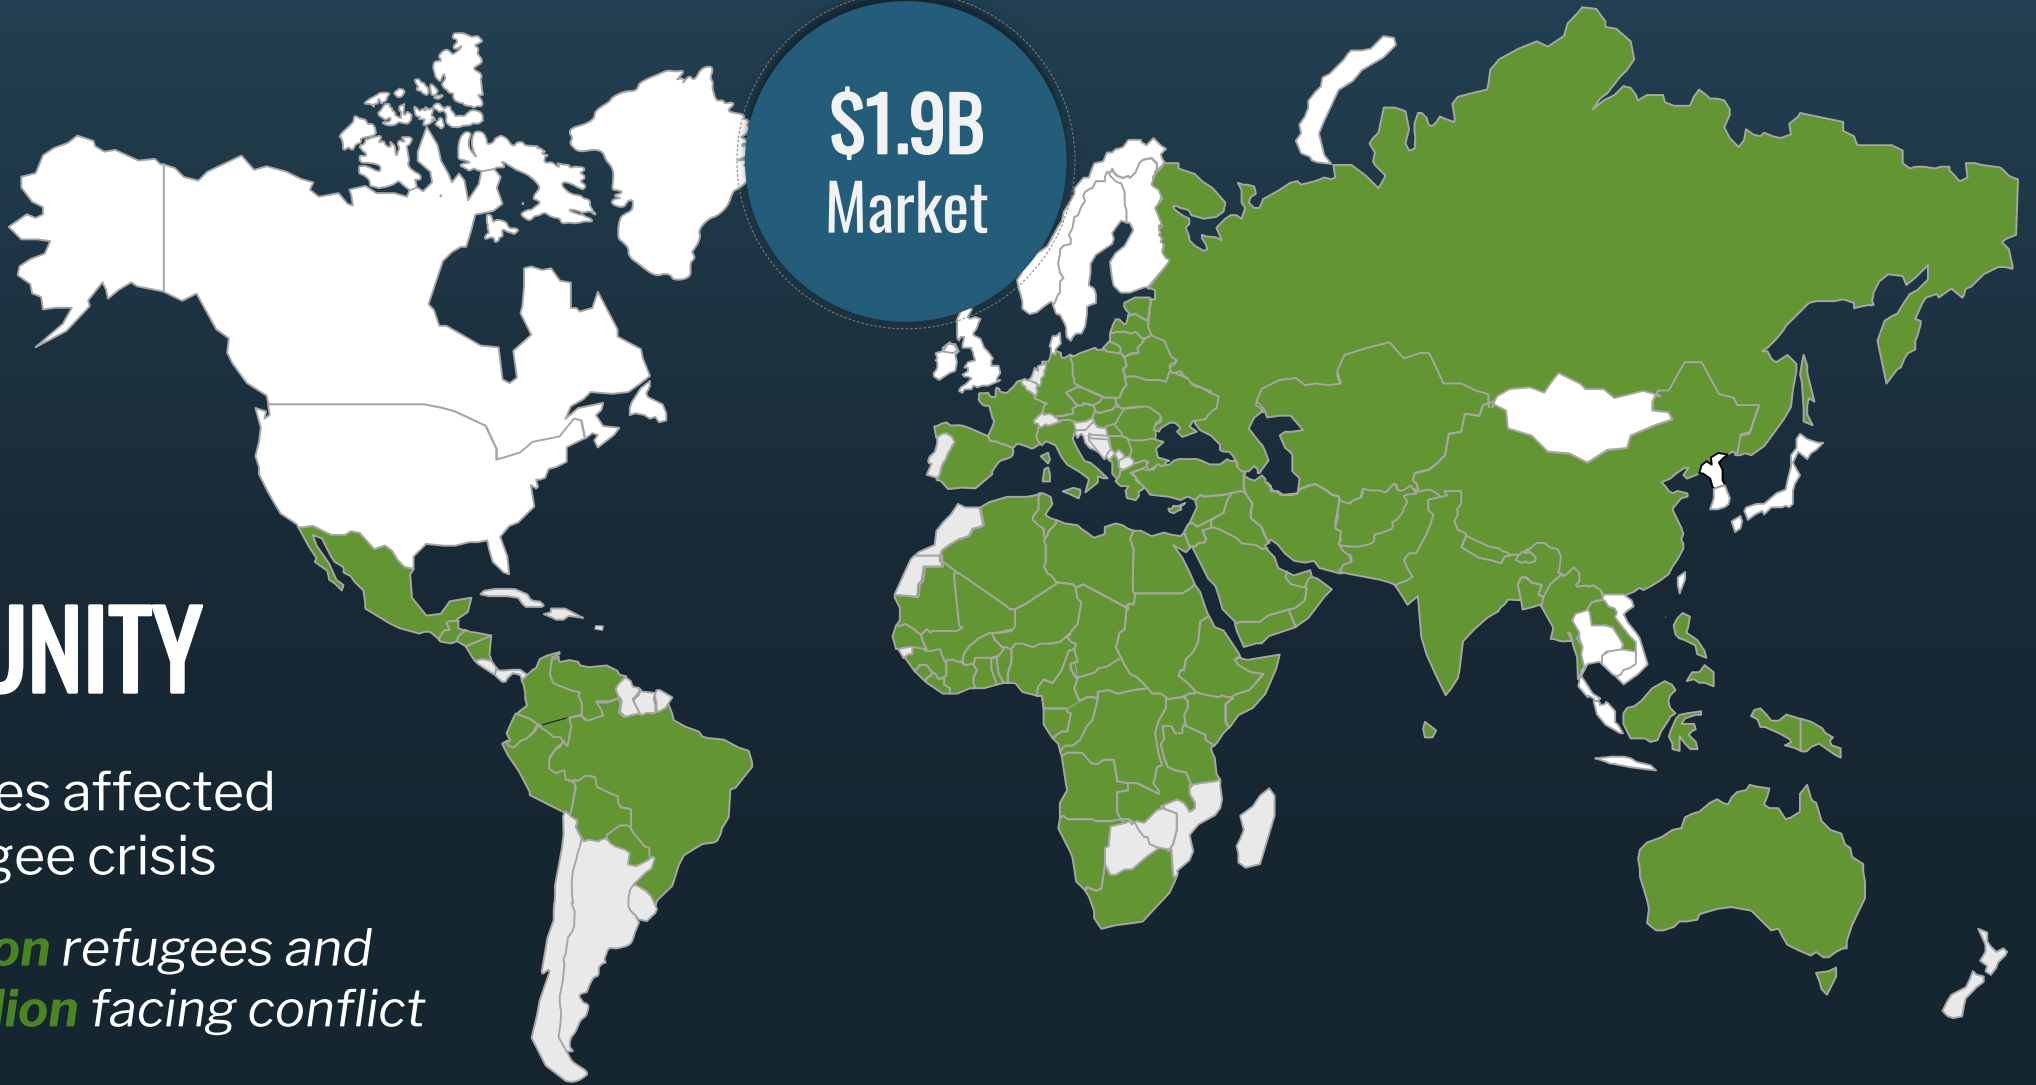 $1.9B
Market
UNITY
es affected
gee crisis
on refugees and
lion facing conflict